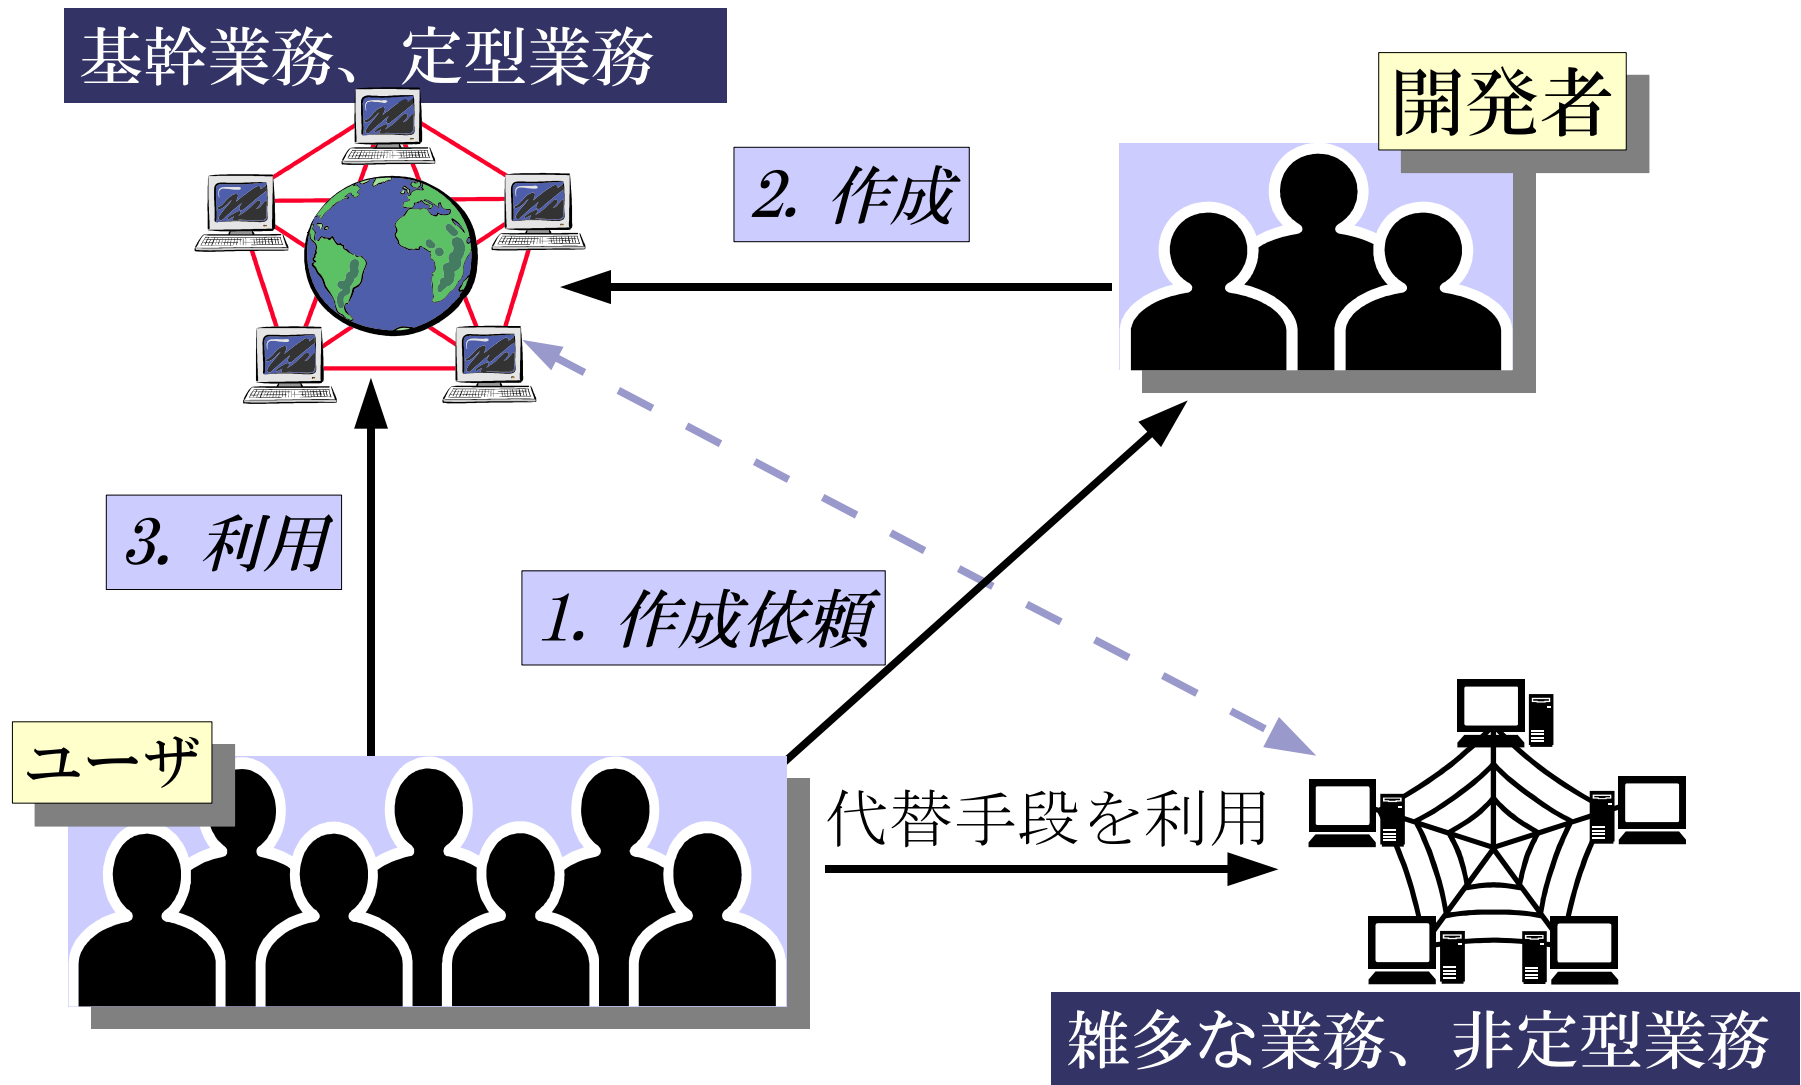 基幹業務、定型業務
開発者
2. 作成
3. 利用
1. 作成依頼
ユーザ
代替手段を利用
雑多な業務、非定型業務